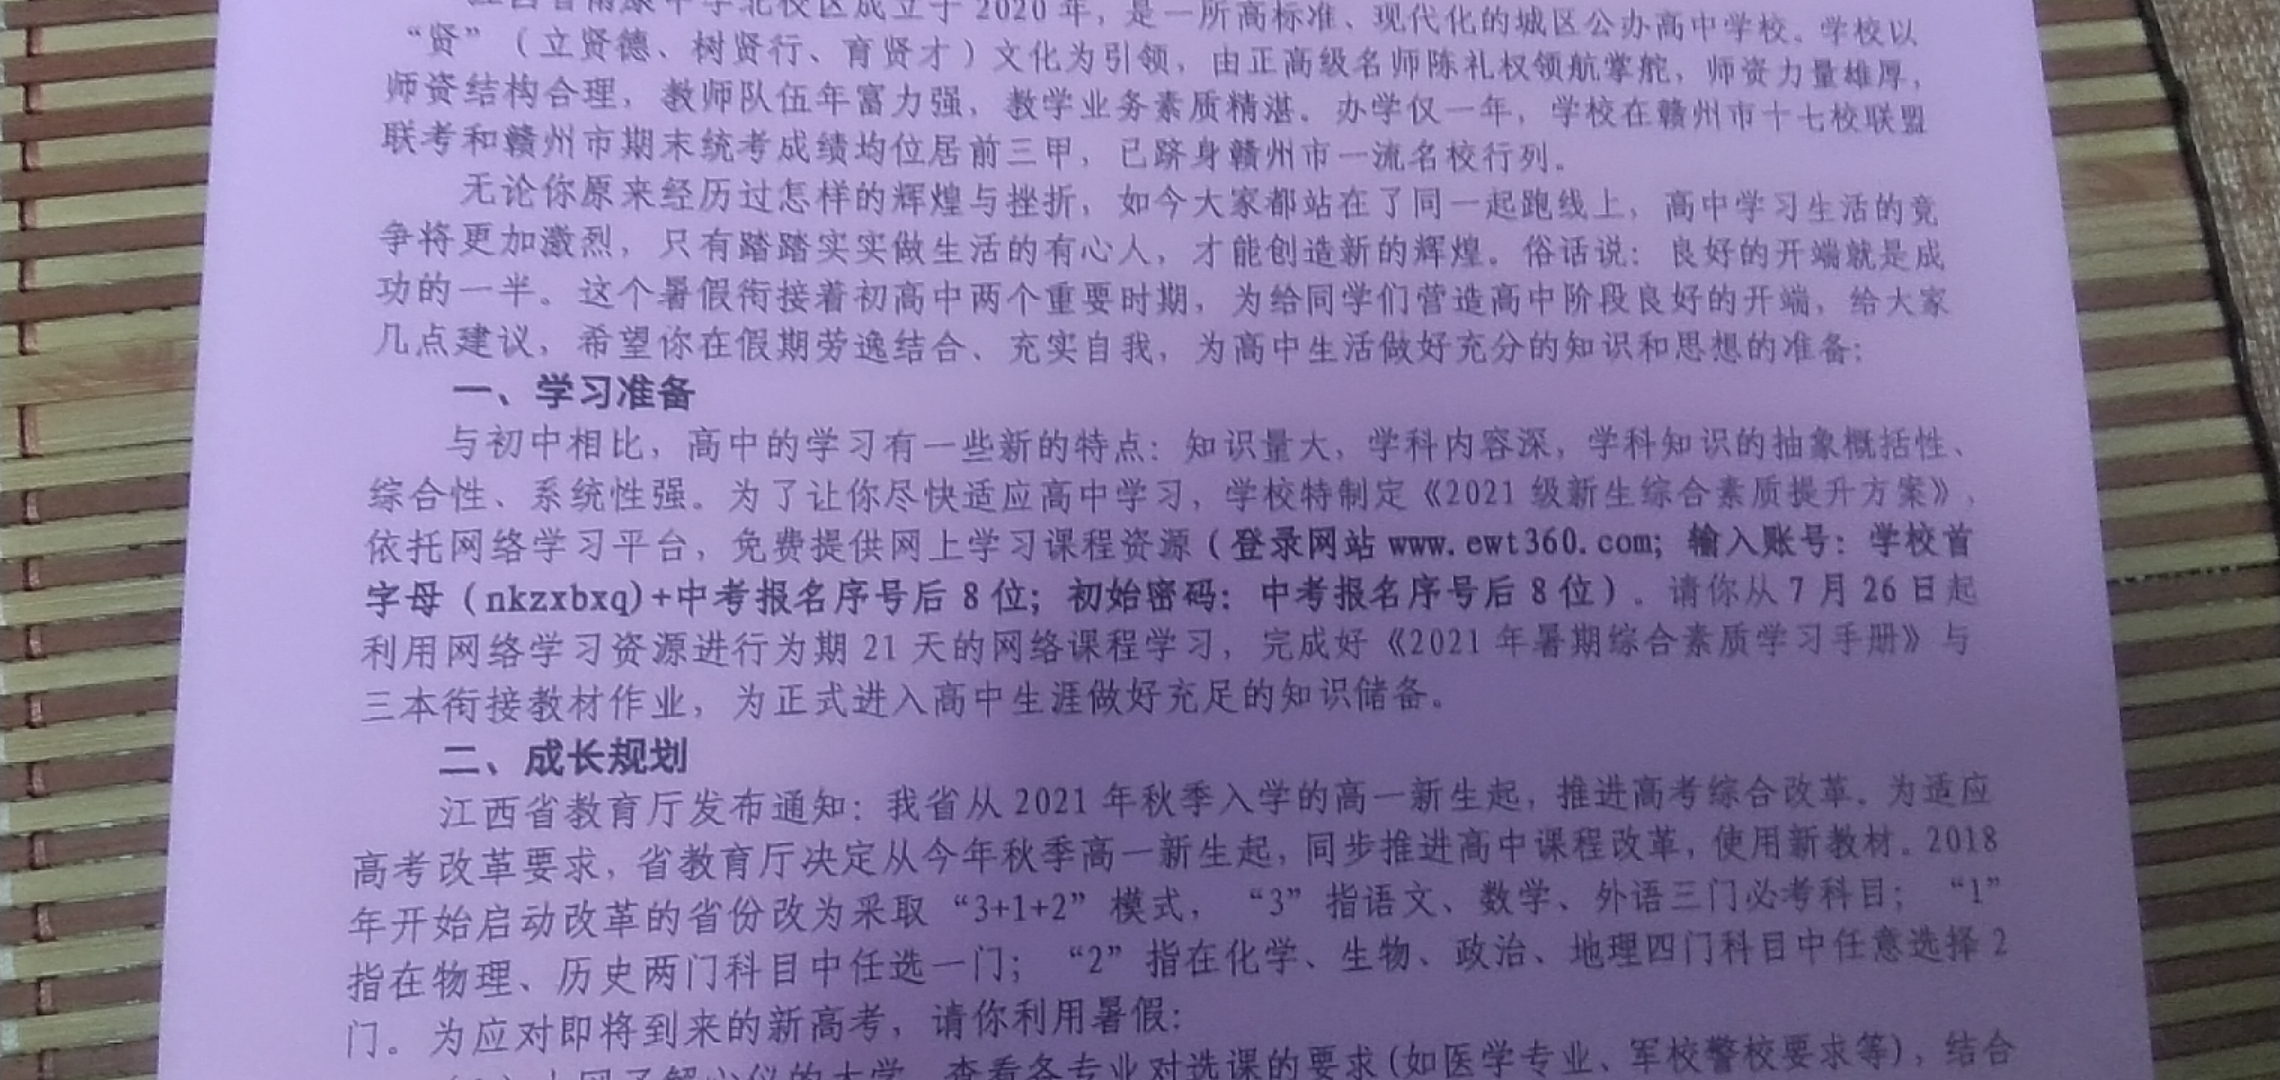 江西省南康中学北校区成立于 2020 年，是一所高标准、现代化的城区公办高中学校。学校以
“贤”（立贤德、树贤行、育贤才）文化为引领，由正高级名师陈礼权领航掌舵，师资力量雄厚，
师资结构合理，教师队伍年富力强，教学业务素质精湛。办学仅一年，学校在赣州市十七校联盟
联考和赣州市期末统考成绩均位居前三甲，已跻身赣州市一流名校行列。
无论你原来经历过怎样的辉煌与挫折，如今大家都站在了同一起跑线上，高中学习生活的竞
争将更加激烈，只有踏踏实实做生活的有心人，才能创造新的辉煌。俗话说：良好的开端就是成
功的一半。这个暑假衔接着初高中两个重要时期，为给同学们营造高中阶段良好的开端，给大家
几点建议，希望你在假期劳逸结合、充实自我，为高中生活做好充分的知识和思想的准备：
一、学习准备
与初中相比，高中的学习有一些新的特点：知识量大，学科内容深，学科知识的抽象概括性、
综合性、系统性强。为了让你尽快适应高中学习，学校特制定《2021 级新生综合素质提升方案》，
依托网络学习平台，免费提供网上学习课程资源（登录网站 www.ewt360.com; 输入账号：学校首
字母（nkzxbxq)+中考报名序号后 8 位；初始密码：中考报名序号后 8 位）。请你从 7 月 26 日起
利用网络学习资源进行为期 21 天的网络课程学习，完成好《2021 年暑期综合素质学习手册》与
三本衔接教材作业，为正式进入高中生涯做好充足的知识储备。
二、成长规划
江西省教育厅发布通知：我省从 2021 年秋季入学的高一新生起，推进高考综合改革。为适应
高考改革要求，省教育厅决定从今年秋季高一新生起，同步推进高中课程改革，使用新教材。2018
年开始启动改革的省份改为采取“3+1+2”模式，“3”指语文、数学、外语三门必考科目；“1”
指在物理、历史两门科目中任选一门；“2”指在化学、生物、政治、地理四门科目中任意选择 2
门。为应对即将到来的新高考，请你利用暑假：
解心仪的大学，查看各专业对选课的要求(如医学专业、军校警校要求等)，结合